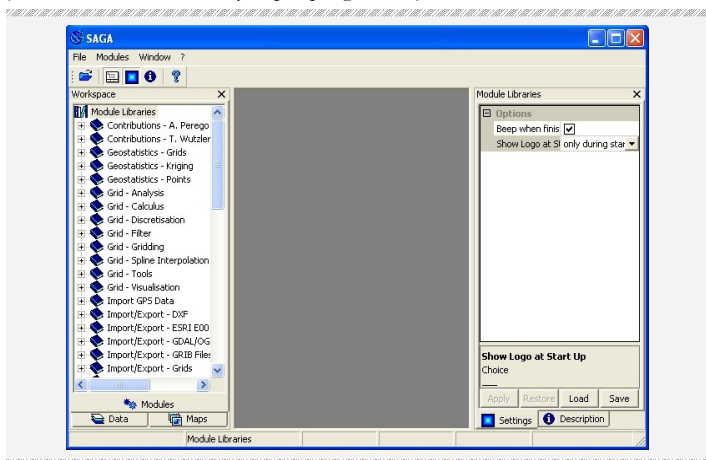 SAGA
File Modules Window ?
Workspace
Module Libraries
Contributions - A. Perego
Contributions - T. Wutzler
Geostatistics - Grids
Geostatistics - Kriging
Geostatistics - Points
Grid - Analysis
Grid - Calculus
Grid - Discretisation
Grid - Filter
Grid - Gridding
Grid - Spline Interpolation
Grid - Tools
Grid - Visualisation
Import GPS Data
Import/Export - DXF
Import/Export - ESRI E00
Import/Export - GDAL/OG
Import/Export - GRIB Files
Import/Export - Grids
Modules
Data Maps
Module Libraries
Options
Beep when finis
Show Logo at St only during star
Show Logo at Start Up
Choice
Apply Restore Load Save
Settings Description
Module Libraries